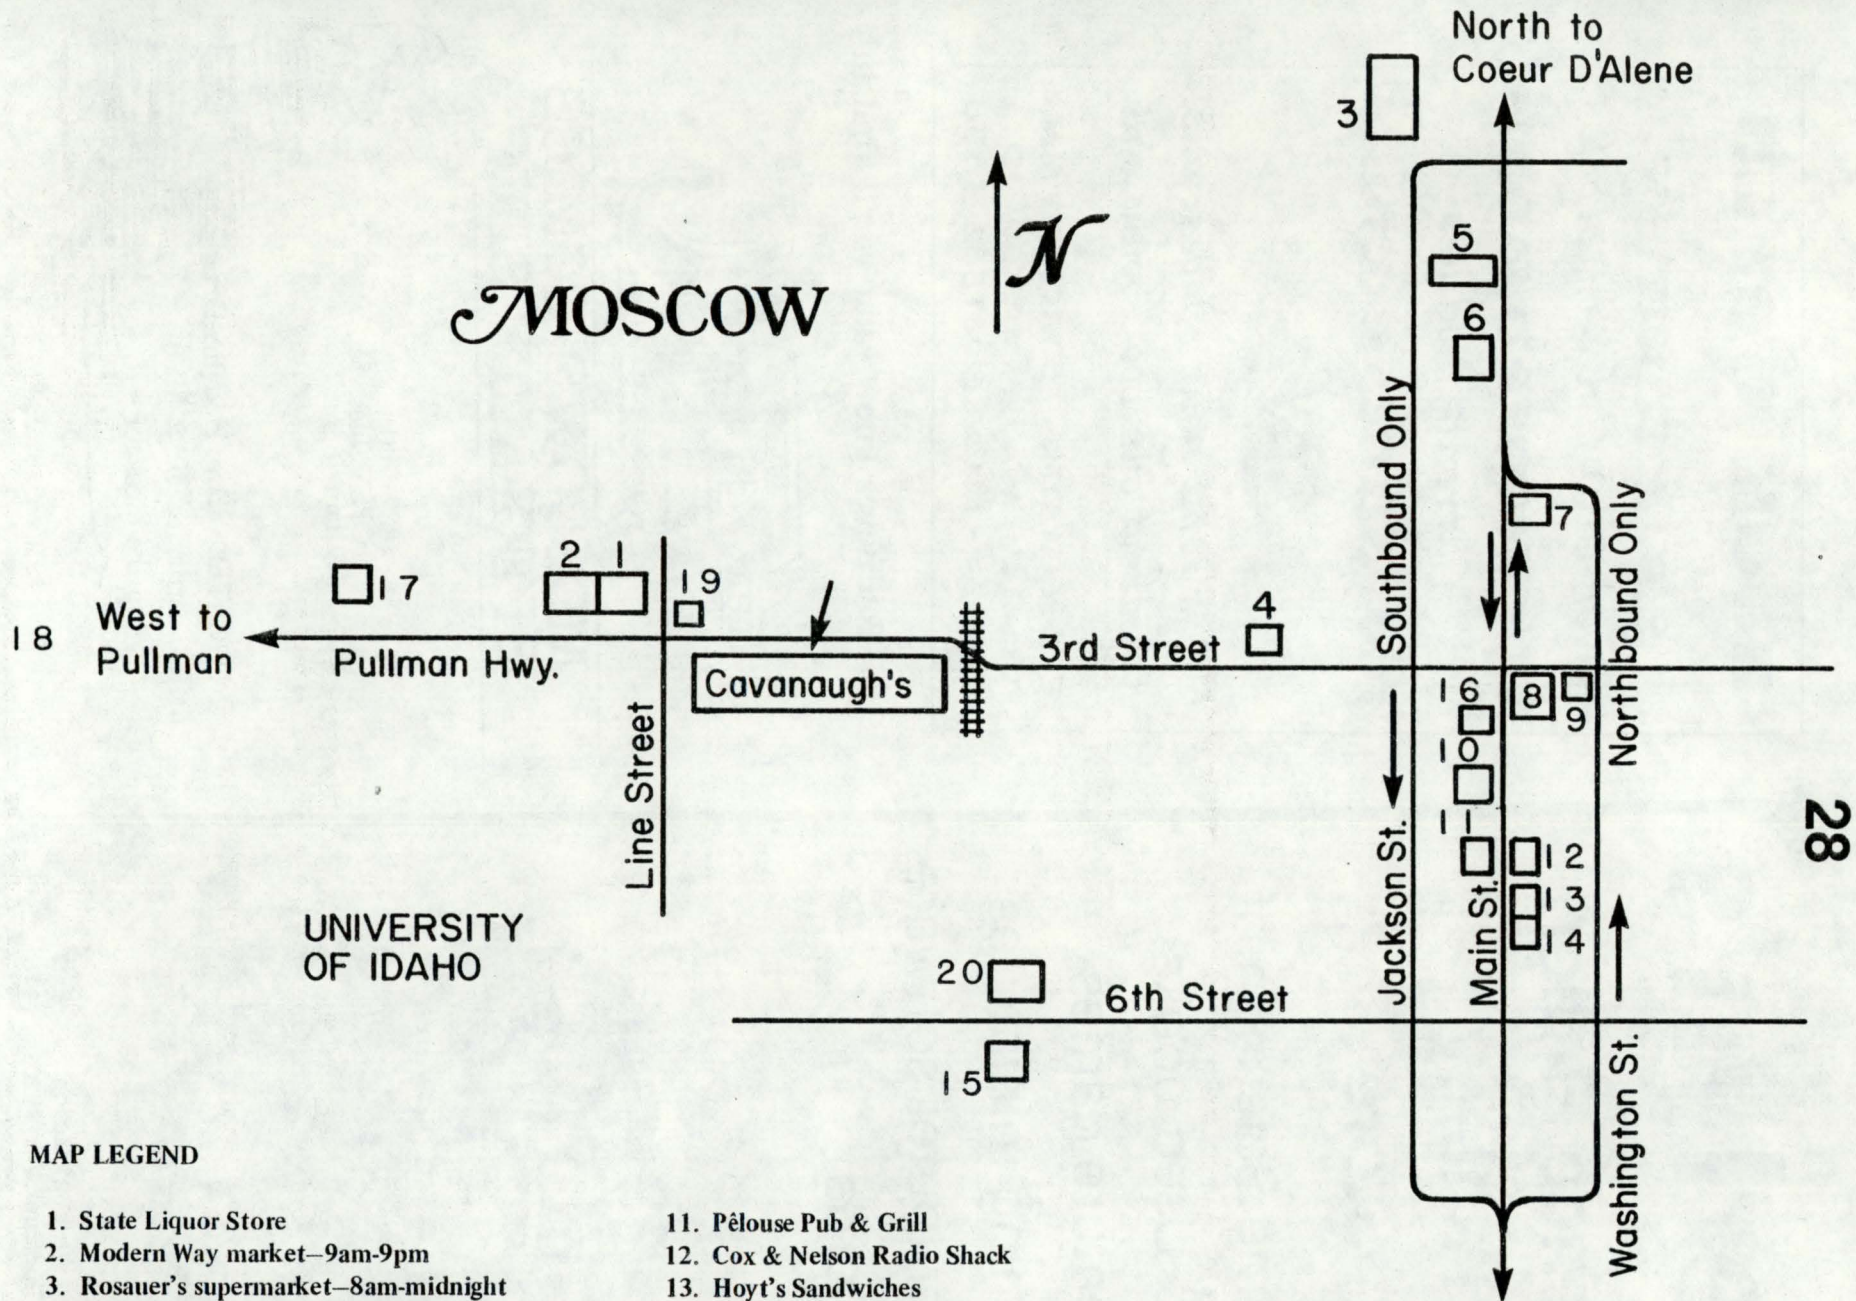 North to
Coeur D'Alene
3
N
5
MOSCOW
6
Southbound Only
Northbound Only
7
2 1
19
17
4
18
West to
Pullman
Pullman Hwy.
3rd Street
Cavanaugh's
16
8
9
Line Street
10
28
11
12
13
14
Jackson St.
Main St.
UNIVERSITY
OF IDAHO
20
6th Street
15
Washington St.
MAP LEGEND
1. State Liquor Store
2. Modern Way market—9am-9pm
3. Rosauer's supermarket—8am-midnight
11. Pêlouse Pub & Grill
12. Cox & Nelson Radio Shack
13. Hoyt's Sandwiches